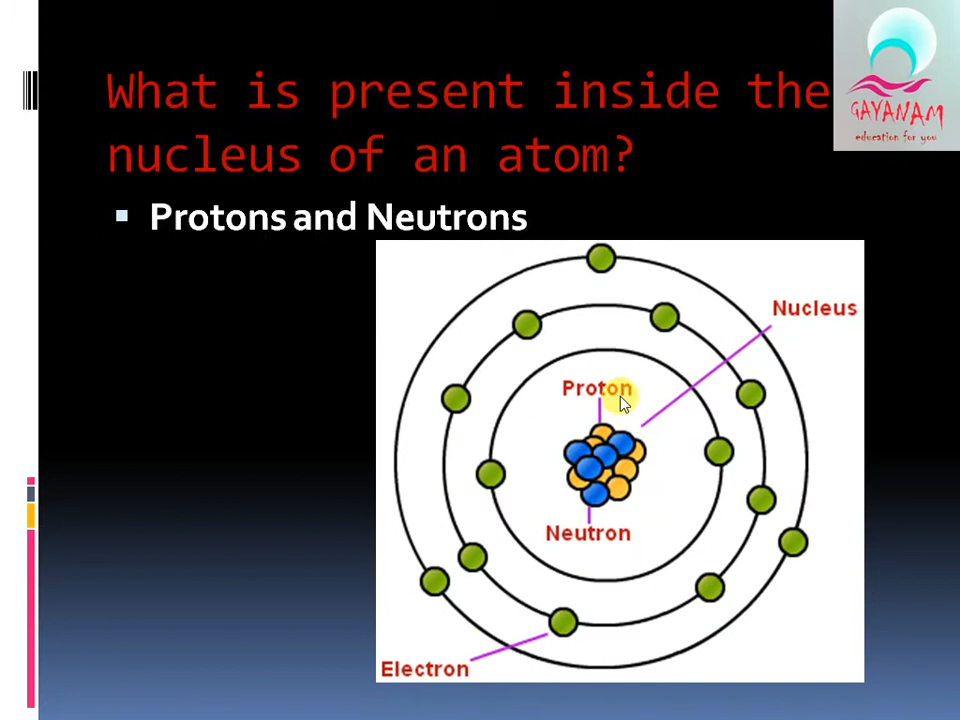 What is present inside the
nucleus of an atom?
GAYANAM
education for you
Protons and Neutrons
Nucleus
Proton
Neutron
Electron